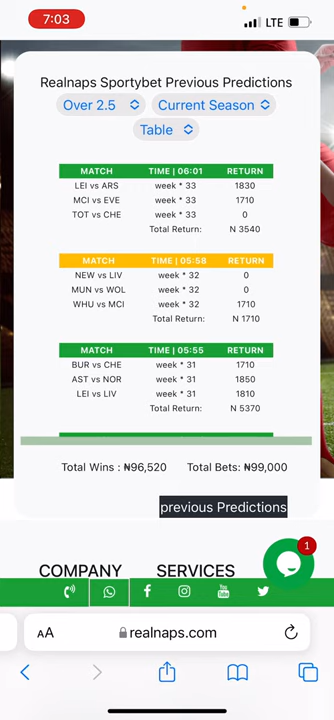 7:03
LTE
Realnaps Sportybet Previous Predictions
Over 2.5 Current Season
Table
MATCH TIME | 06:01 RETURN
LEI vs ARS week * 33 1830
MCI vs EVE week * 33 1710
TOT vs CHE week * 33 0
Total Return: N 3540
MATCH TIME | 05:58 RETURN
NEW vs LIV week * 32 0
MUN vs WOL week * 32 0
WHU vs MCI week * 32 1710
Total Return: N 1710
MATCH TIME | 05:55 RETURN
BUR vs CHE week * 31 1710
AST vs NOR week * 31 1850
LEI vs LIV week * 31 1810
Total Return: N 5370
Total Wins : ₦96,520 Total Bets: ₦99,000
previous Predictions
1
COMPANY SERVICES
You Tube
AA realnaps.com